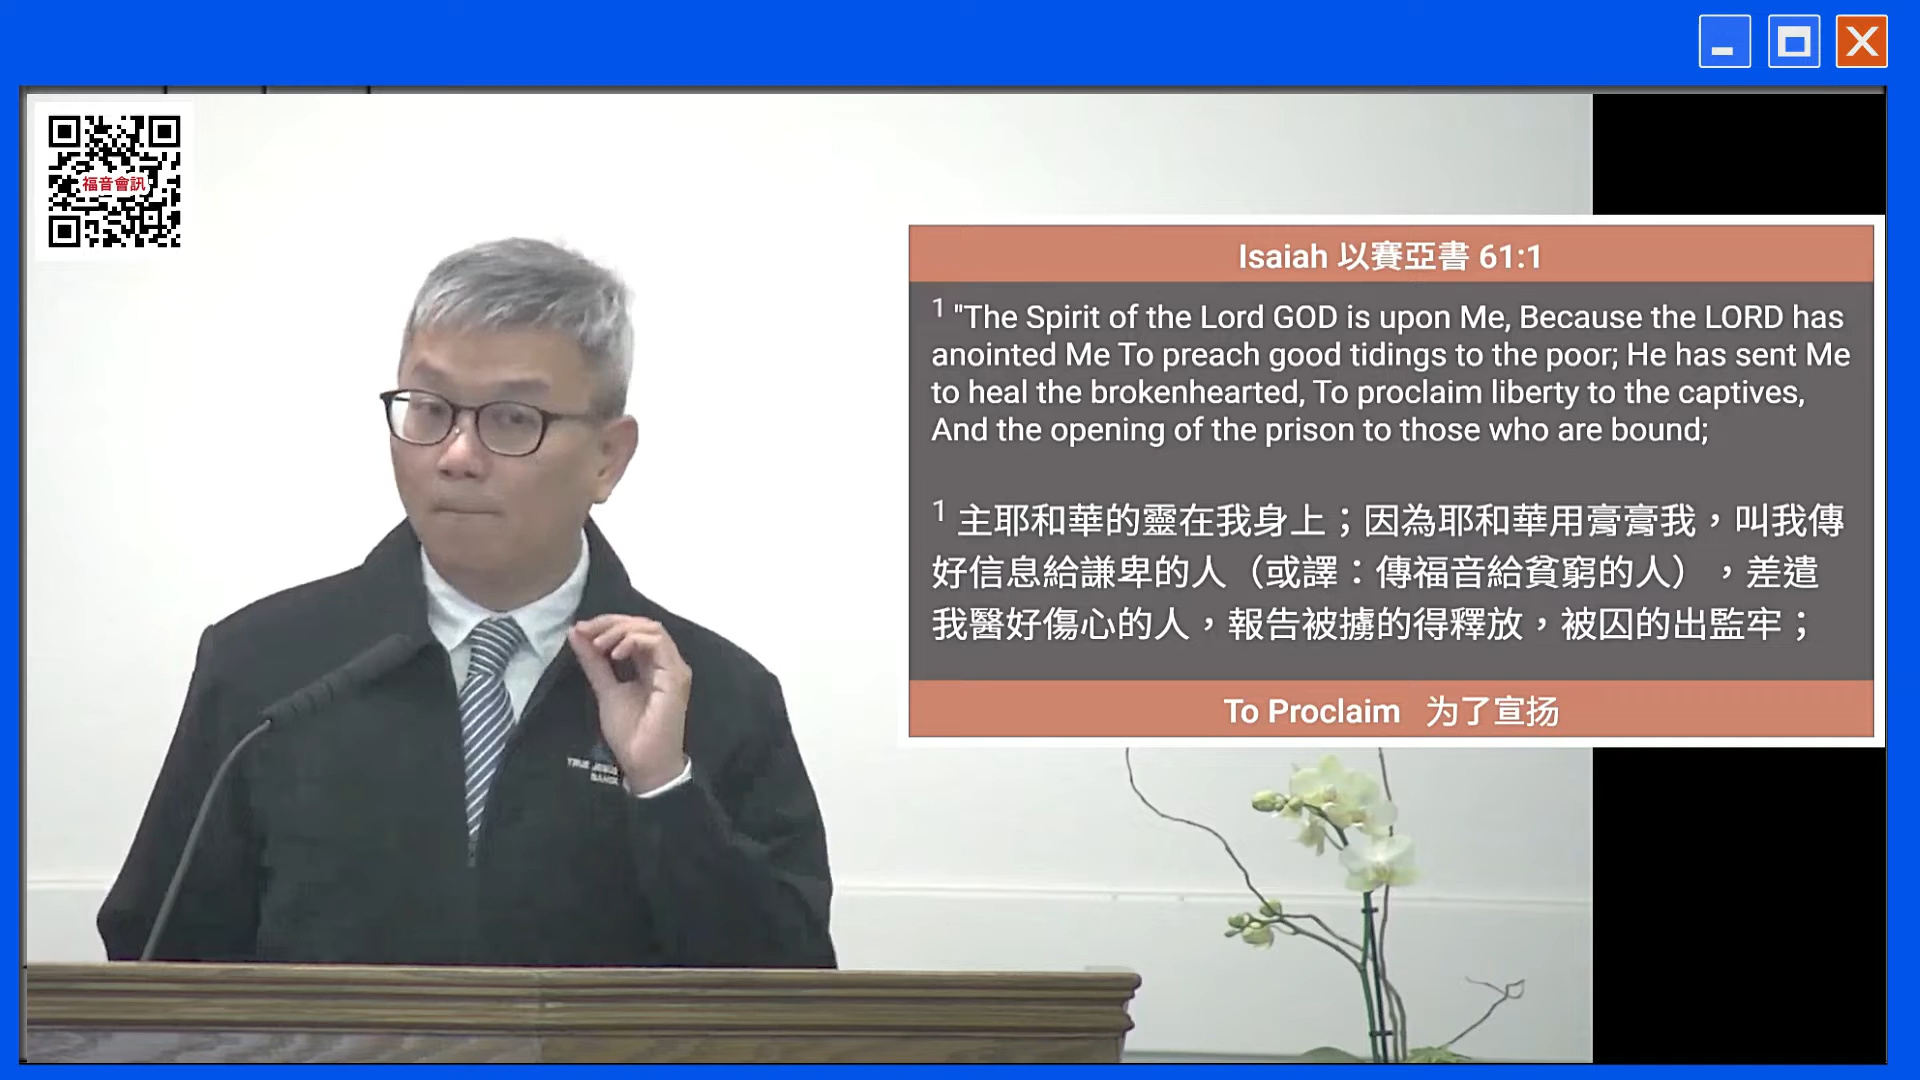 福音會訊
Isaiah 以賽亞書 61:1
1 "The Spirit of the Lord GOD is upon Me, Because the LORD has
anointed Me To preach good tidings to the poor; He has sent Me
to heal the brokenhearted, To proclaim liberty to the captives,
And the opening of the prison to those who are bound;
1 主耶和華的靈在我身上；因為耶和華用膏膏我，叫我傳
好信息給謙卑的人（或譯：傳福音給貧窮的人），差遣
我醫好傷心的人，報告被擄的得釋放，被囚的出監牢；
To Proclaim 为了宣扬
TRUE JESUS